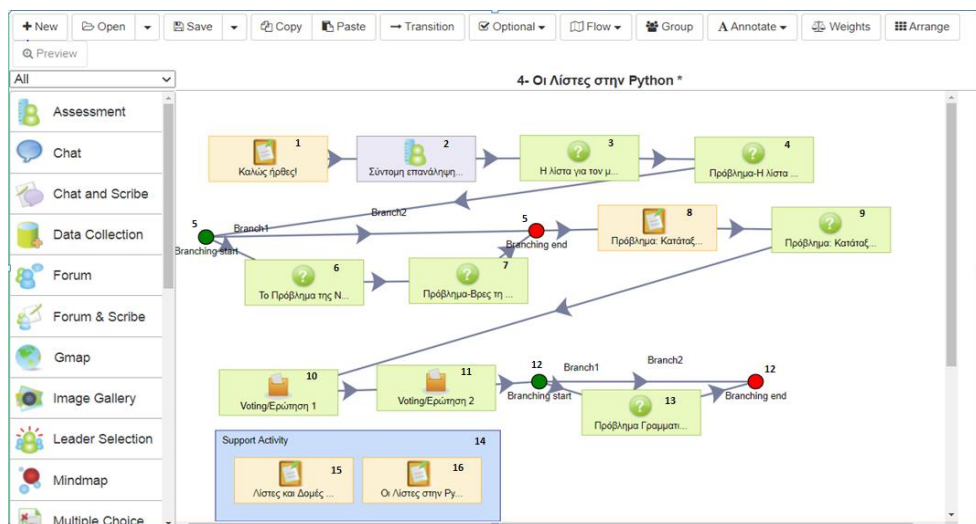 New Open Save Copy Paste Transition Optional Flow Group Annotate Weights Arrange
Preview
All
4- Οι Λίστες στην Python *
Assessment
Chat
Chat and Scribe
Data Collection
Forum
Forum & Scribe
Gmap
Image Gallery
Leader Selection
Mindmap
Multiple Choice
1
Καλώς ήρθες!
2
Σύντομη επανάληψη...
3
Η λίστα για τον μ...
4
Πρόβλημα-Η λίστα ...
5
Branching start
Branch1
Branch2
5
Branching end
6
Το Πρόβλημα της Ν...
7
Πρόβλημα-Βρες τη ...
8
Πρόβλημα: Κατάταξ...
9
Πρόβλημα: Κατάταξ...
10
Voting/Ερώτηση 1
11
Voting/Ερώτηση 2
12
Branching start
Branch1
Branch2
12
Branching end
13
Πρόβλημα Γραμματι...
Support Activity 14
15
Λίστες και Δομές ...
16
Οι Λίστες στην Py...